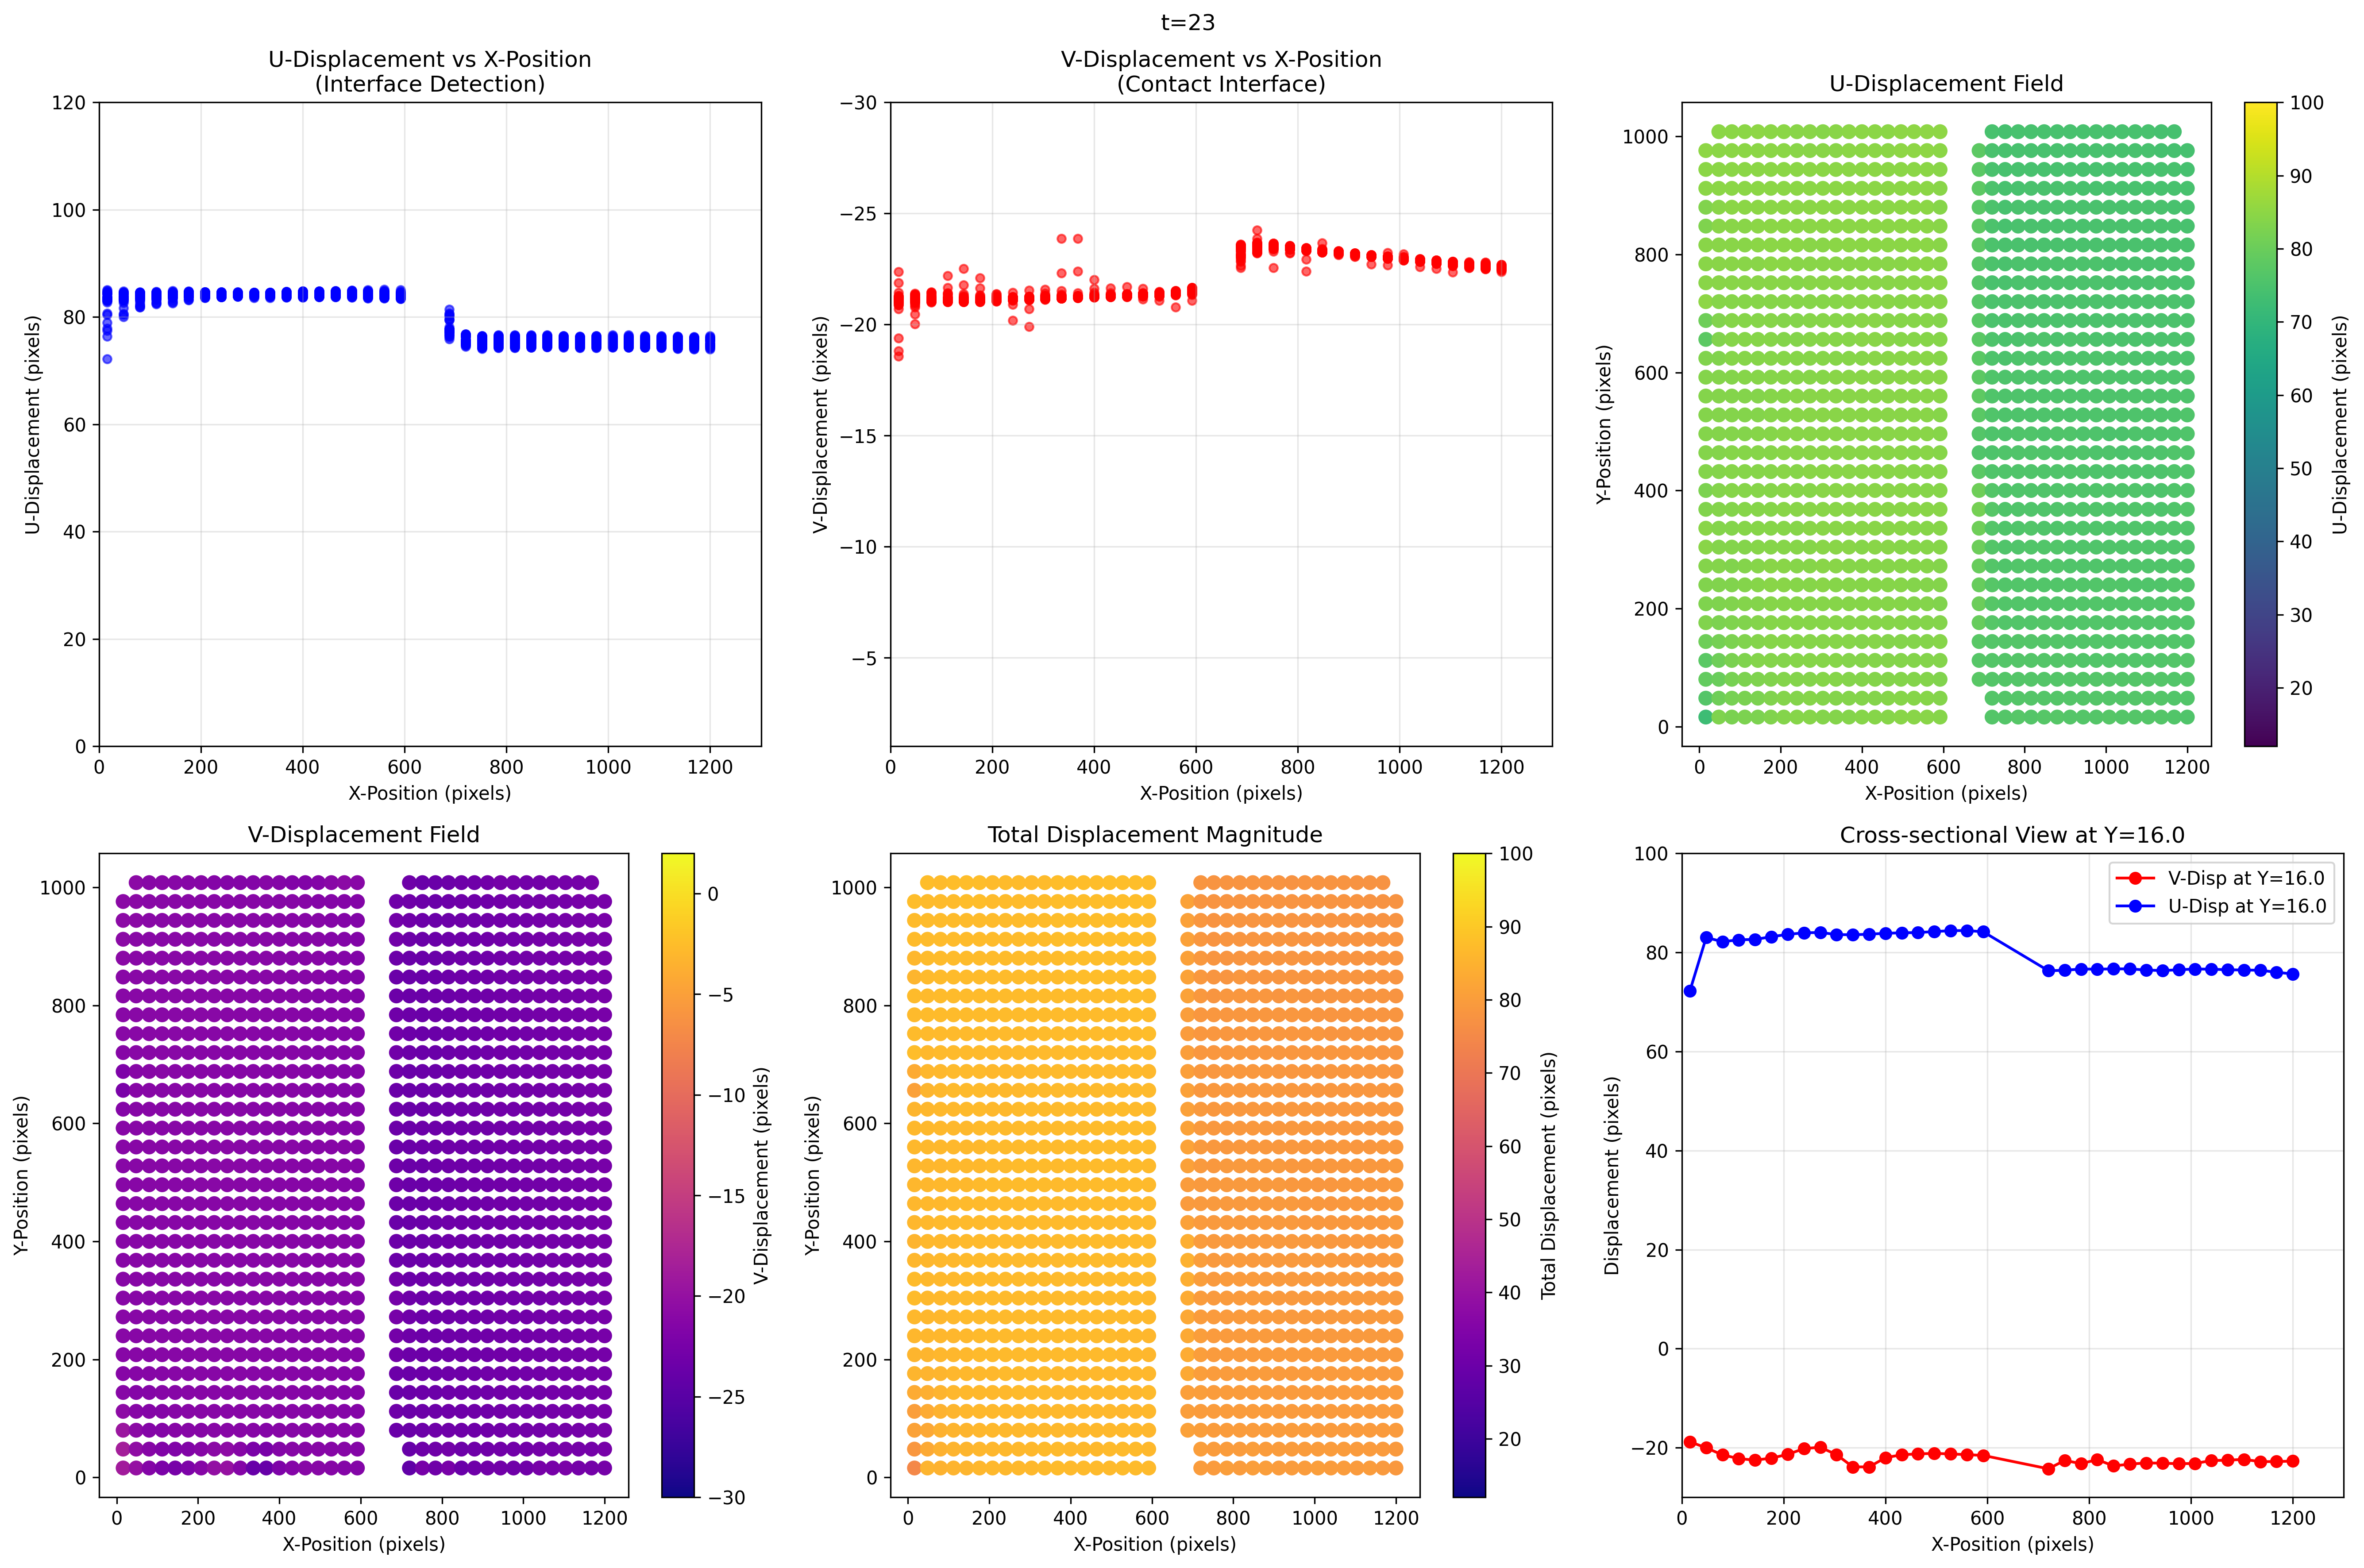 t=23
U-Displacement vs X-Position
(Interface Detection)
120
100
80
60
40
20
0
U-Displacement (pixels)
0 200 400 600 800 1000 1200
X-Position (pixels)
V-Displacement vs X-Position
(Contact Interface)
−30
−25
−20
−15
−10
−5
V-Displacement (pixels)
0 200 400 600 800 1000 1200
X-Position (pixels)
U-Displacement Field
1000
800
600
400
200
0
Y-Position (pixels)
0 200 400 600 800 1000 1200
X-Position (pixels)
100
90
80
70
60
50
40
30
20
U-Displacement (pixels)
V-Displacement Field
1000
800
600
400
200
0
Y-Position (pixels)
0 200 400 600 800 1000 1200
X-Position (pixels)
0
−5
−10
−15
−20
−25
−30
V-Displacement (pixels)
Total Displacement Magnitude
1000
800
600
400
200
0
Y-Position (pixels)
0 200 400 600 800 1000 1200
X-Position (pixels)
100
90
80
70
60
50
40
30
20
Total Displacement (pixels)
Cross-sectional View at Y=16.0
100
80
60
40
20
0
−20
Displacement (pixels)
V-Disp at Y=16.0
U-Disp at Y=16.0
0 200 400 600 800 1000 1200
X-Position (pixels)